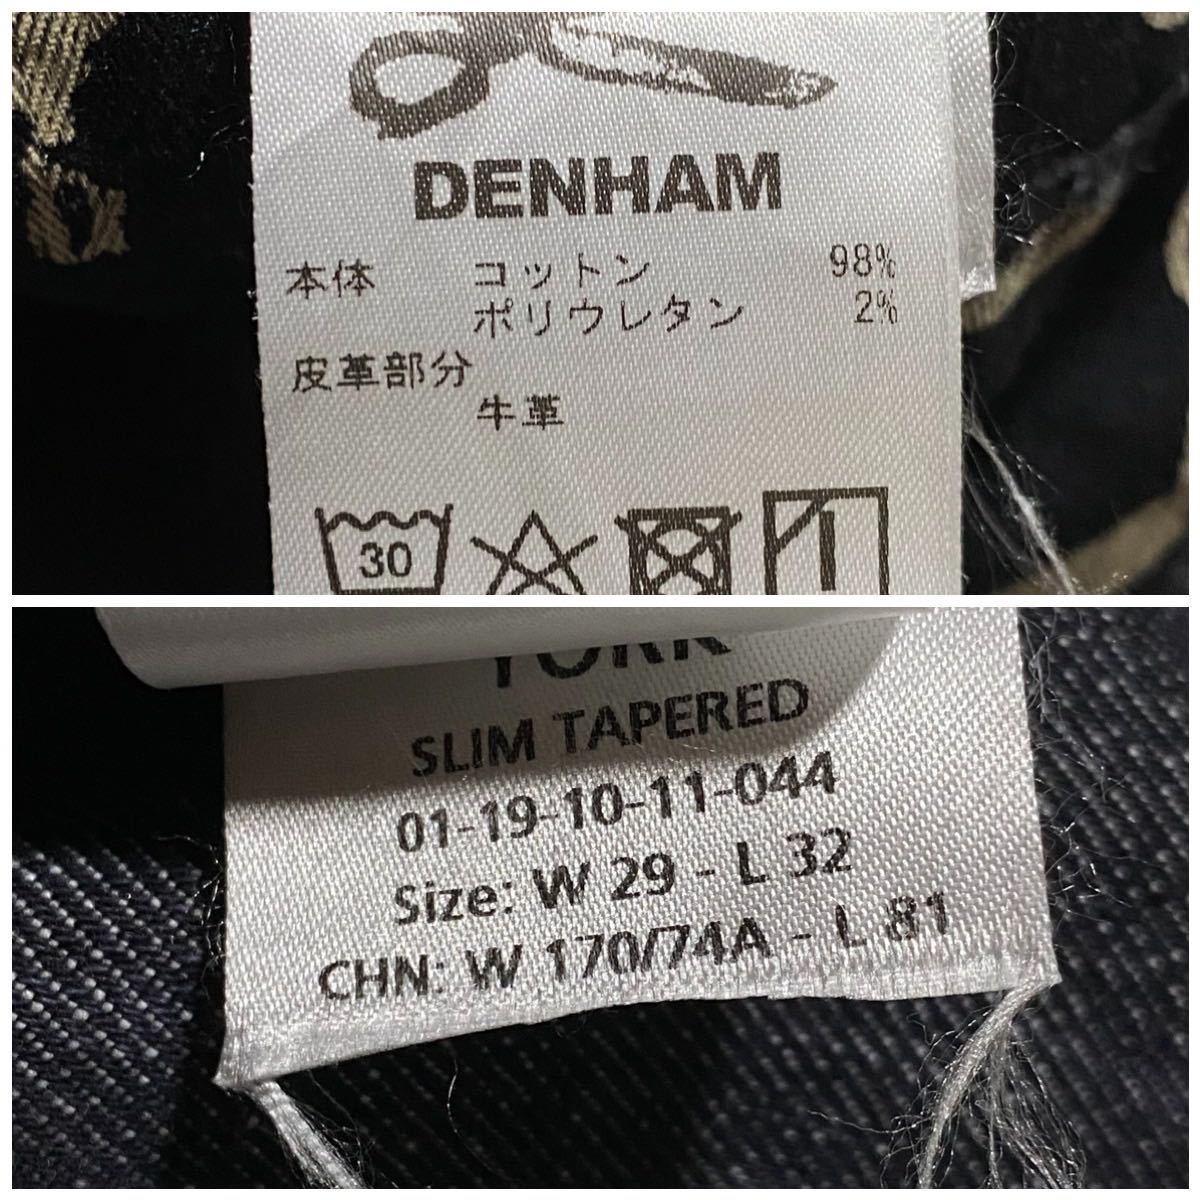 DENHAM
本体 コットン 98%
ポリウレタン 2%
皮革部分
牛革
30
YORK
SLIM TAPERED
01-19-10-11-044
Size: W 29 - L 32
CHN: W 170/74A - L 81